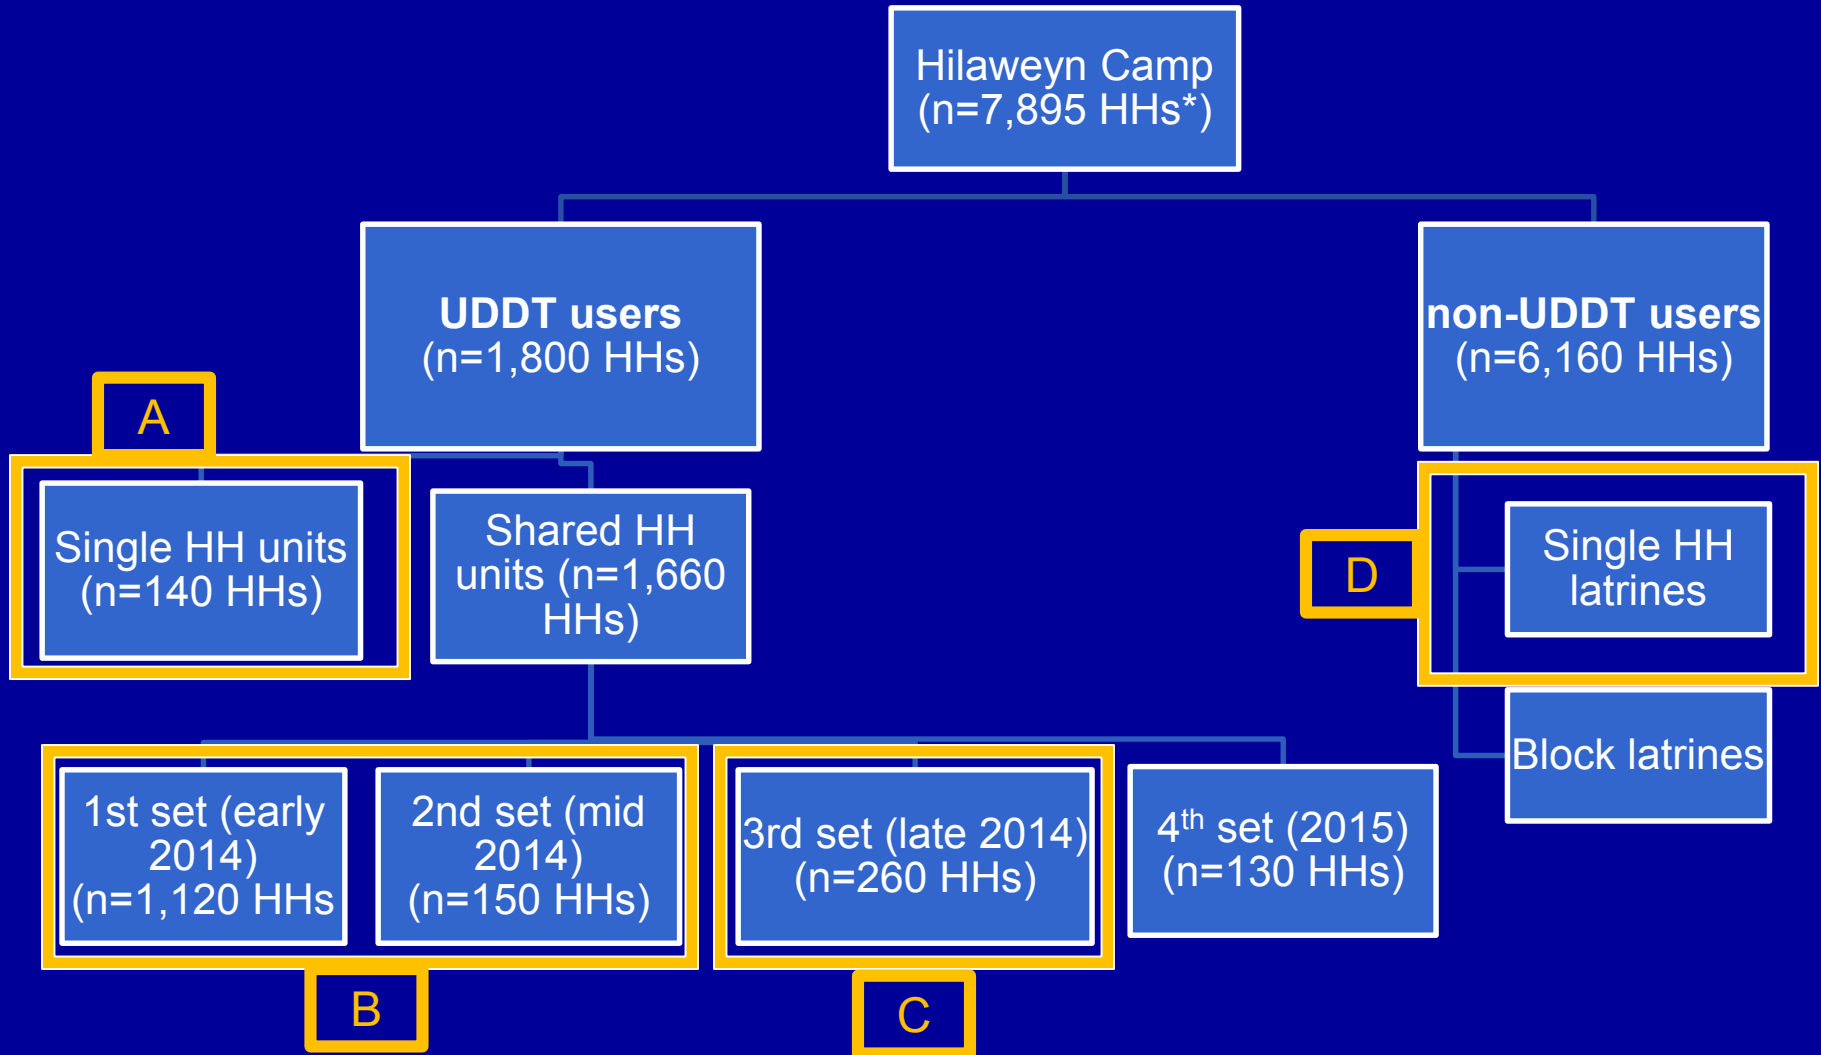 Hilaweyn Camp
(n=7,895 HHs*)
UDDT users
(n=1,800 HHs)
non-UDDT users
(n=6,160 HHs)
A
Single HH units
(n=140 HHs)
Shared HH
units (n=1,660
HHs)
D
Single HH
latrines
Block latrines
1st set (early
2014)
(n=1,120 HHs
2nd set (mid
2014)
(n=150 HHs)
3rd set (late 2014)
(n=260 HHs)
4th set (2015)
(n=130 HHs)
B
C